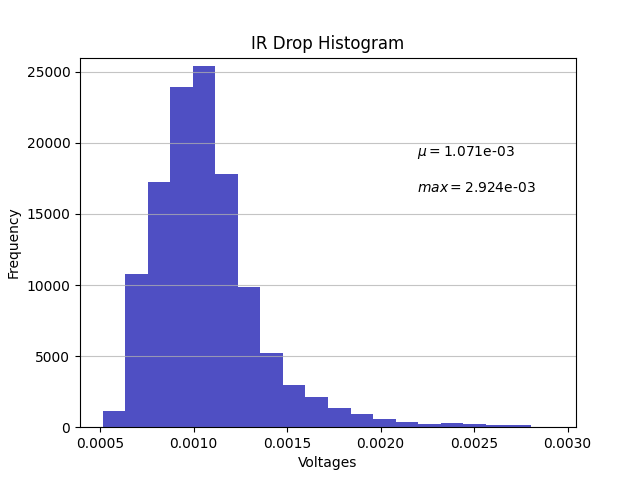 IR Drop Histogram
25000
20000
15000
10000
5000
0
Frequency
μ = 1.071e-03
max = 2.924e-03
0.0005 0.0010 0.0015 0.0020 0.0025 0.0030
Voltages